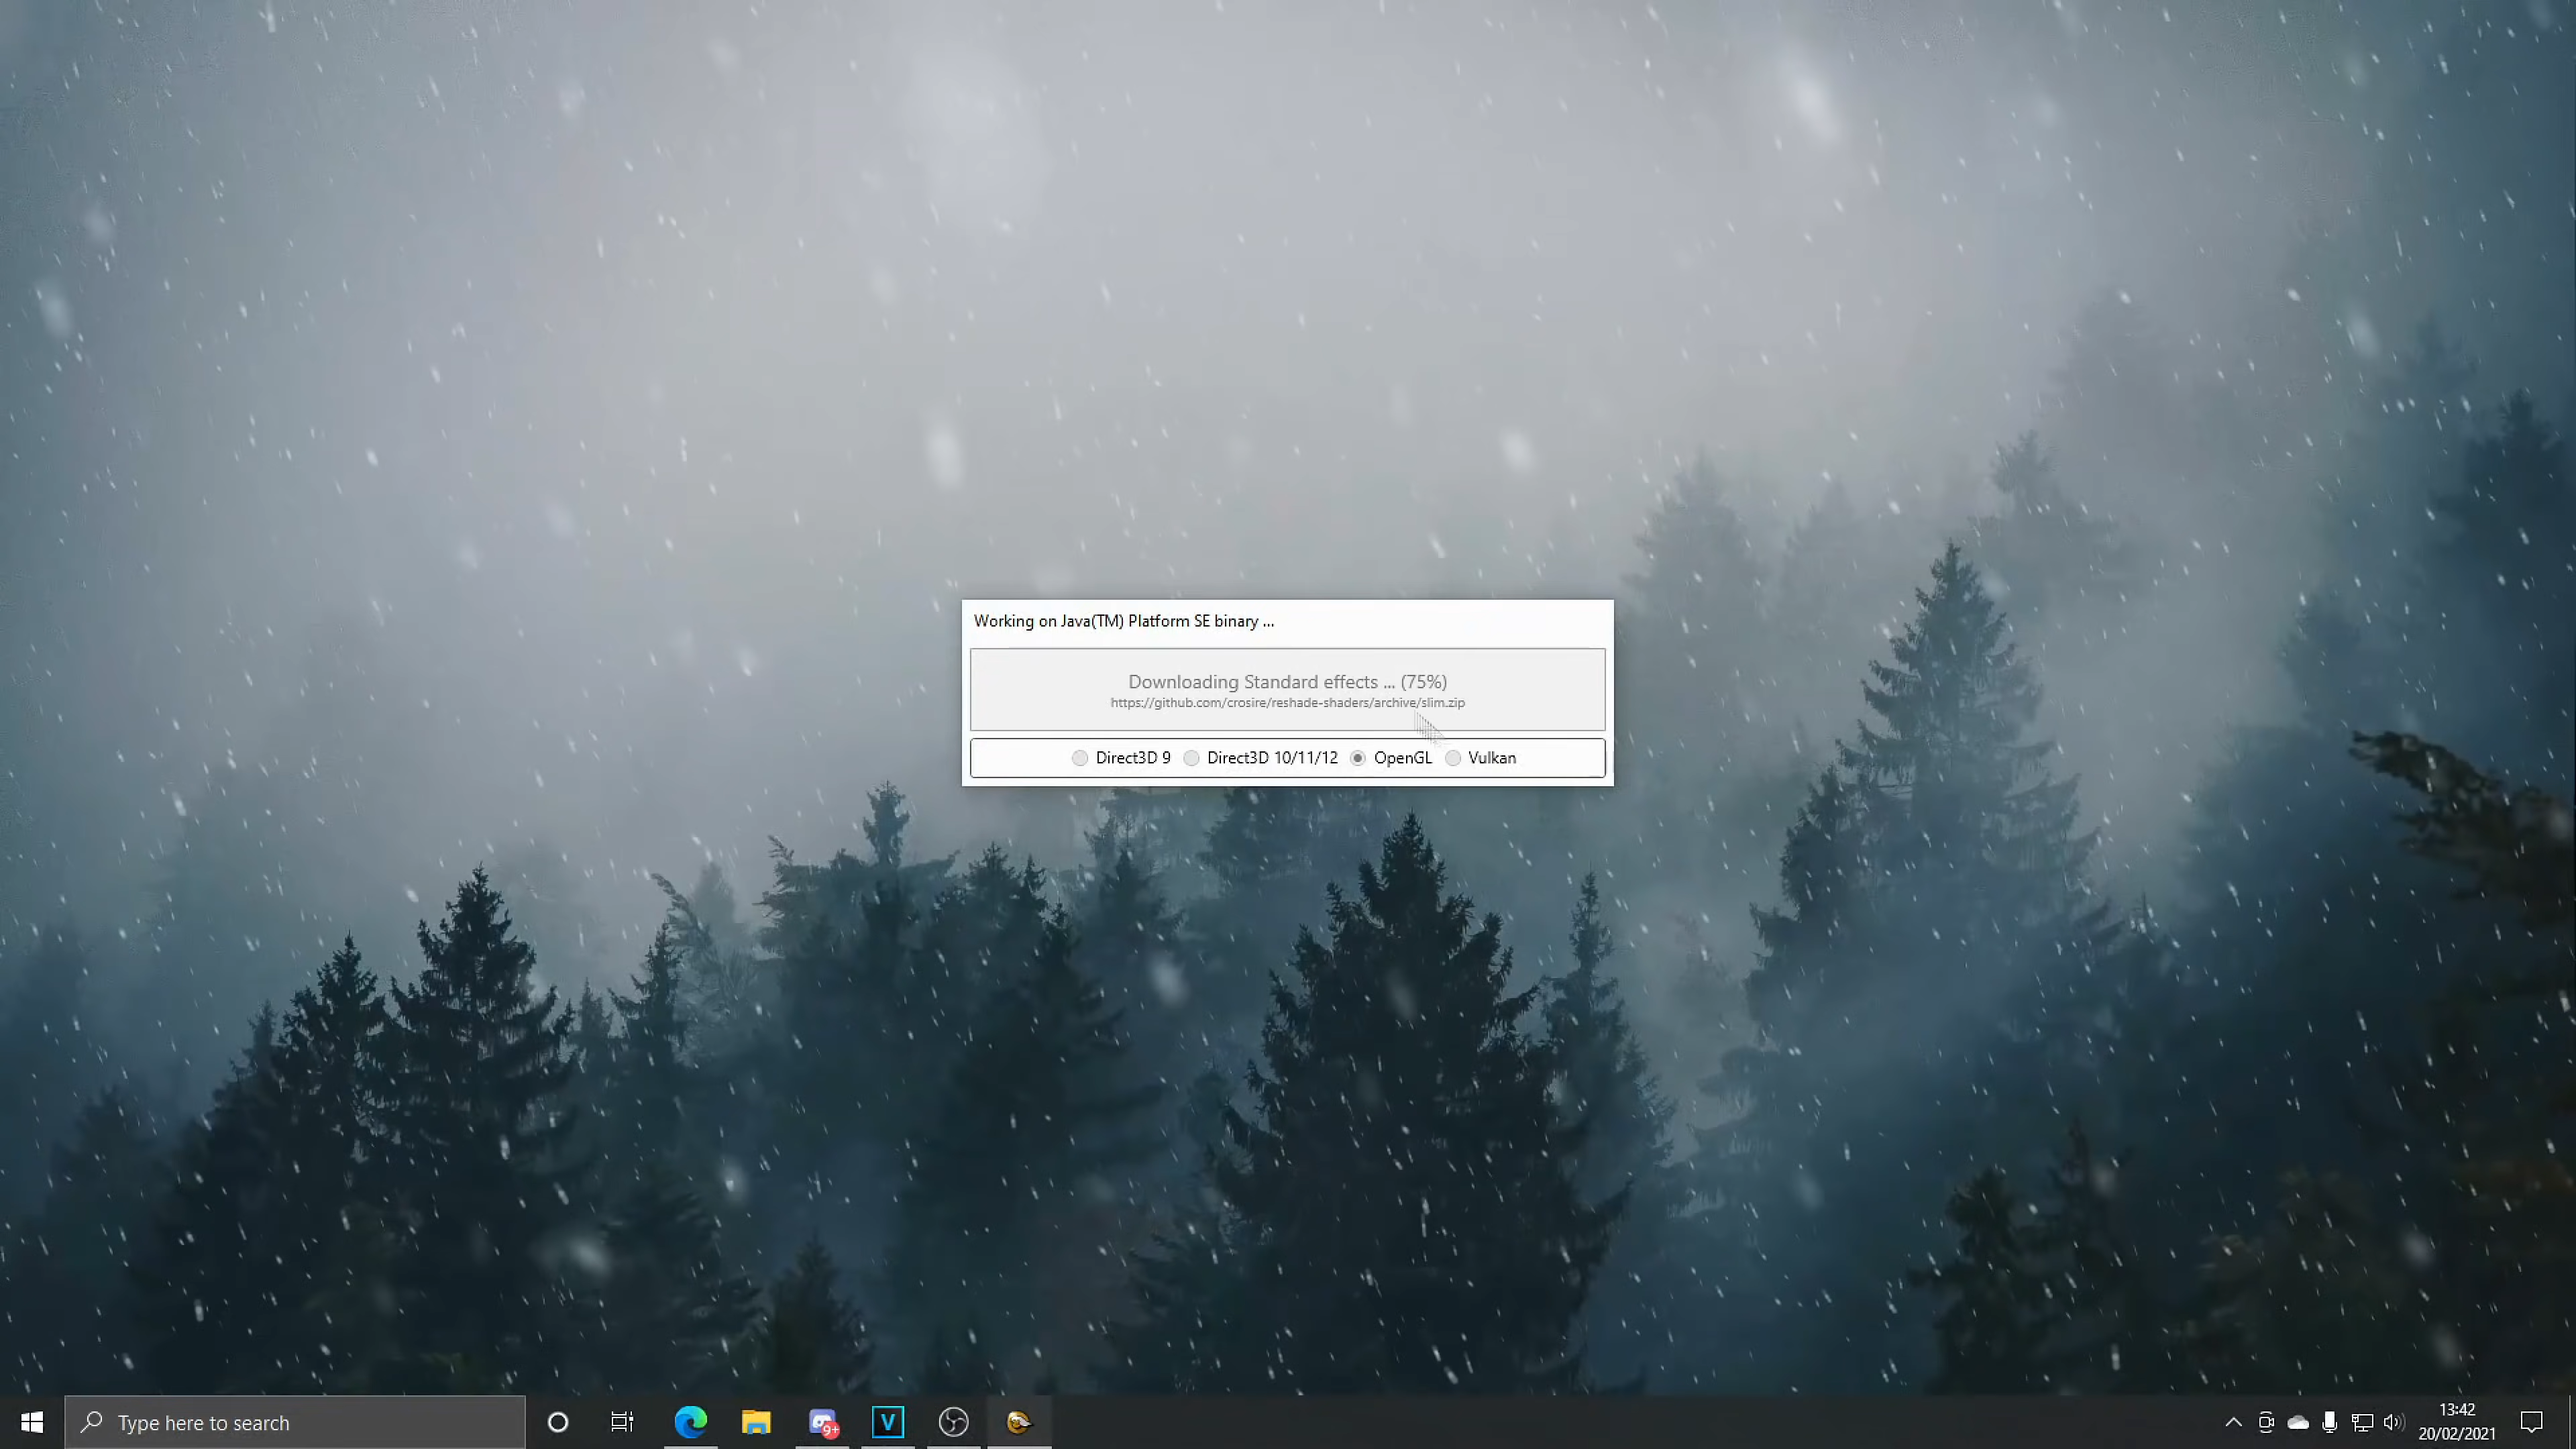 Working on Java(TM) Platform SE binary ...
Downloading Standard effects ... (75%)
https://github.com/crosire/reshade-shaders/archive/slim.zip
Direct3D 9 Direct3D 10/11/12 OpenGL Vulkan
Type here to search
9+
V
13:42
20/02/2021